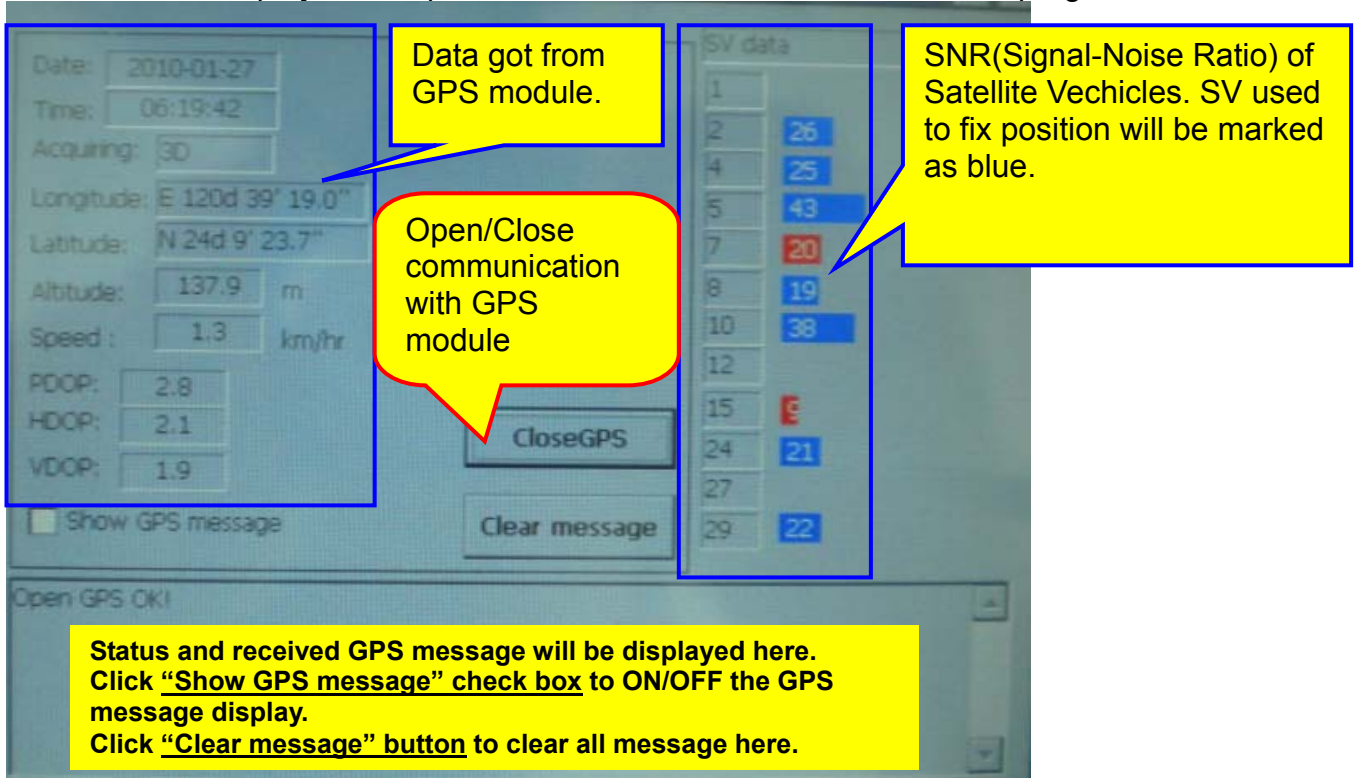 Date: 2010-01-27
Time: 06:19:42
Acquiring: 3D
Longitude: E 120d 39' 19.0"
Latitude: N 24d 9' 23.7"
Altitude: 137.9 m
Speed : 1.3 km/hr
PDOP: 2.8
HDOP: 2.1
VDOP: 1.9
Show GPS message
Data got from
GPS module.
Open/Close
communication
with GPS
module
CloseGPS
Clear message
SV data
1
2 26
4 25
5 43
7 20
8 19
10 38
12
15 9
24 21
27
29 22
SNR(Signal-Noise Ratio) of
Satellite Vechicles. SV used
to fix position will be marked
as blue.
Open GPS OK!
Status and received GPS message will be displayed here.
Click “Show GPS message” check box to ON/OFF the GPS
message display.
Click “Clear message” button to clear all message here.